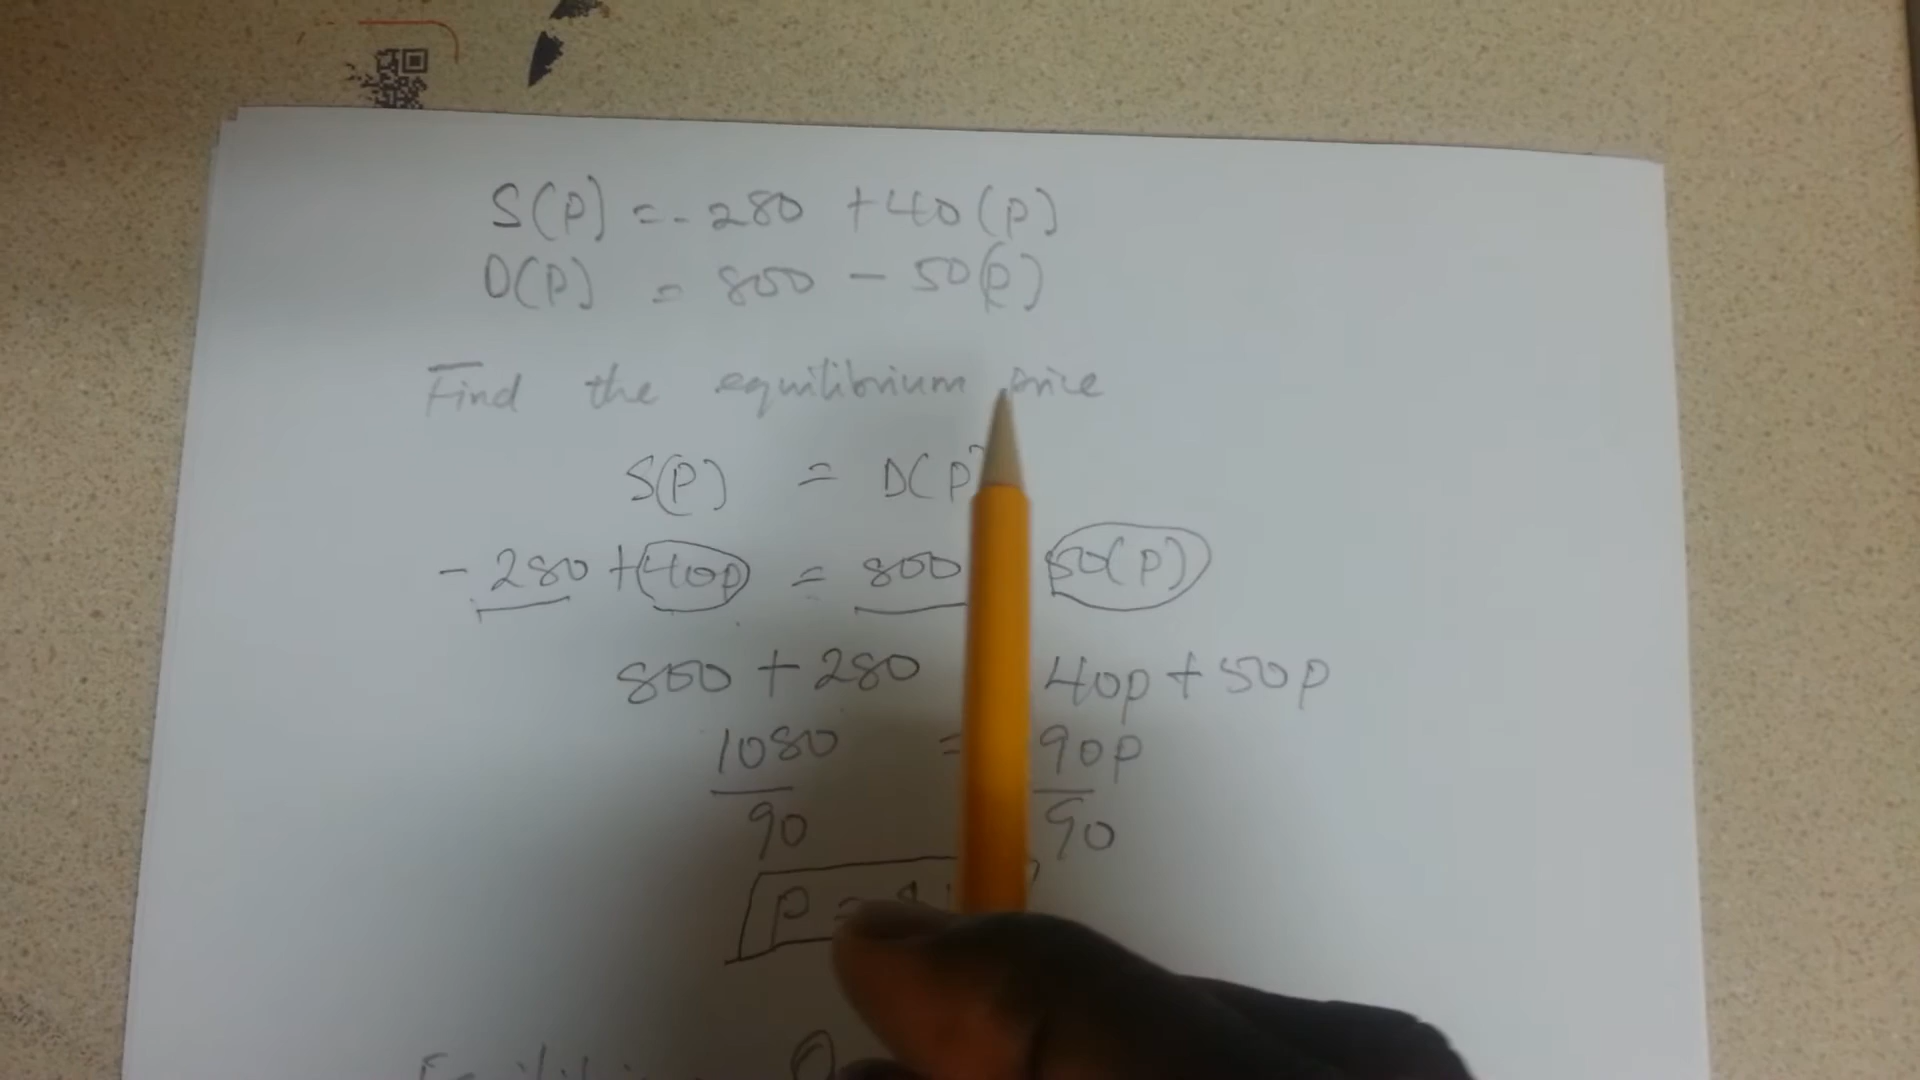 S(P) = -280 + 40(P)
D(P) = 800 - 50(P)
Find the equilibrium price
S(P) = D(P)
-280 + 40p = 800 50(P)
800 + 280 40p + 50p
1080 = 90p
90 90
P =